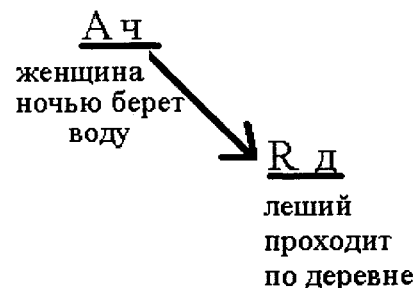 А ч
женщина
ночью берет
воду
R д
леший
проходит
по деревне